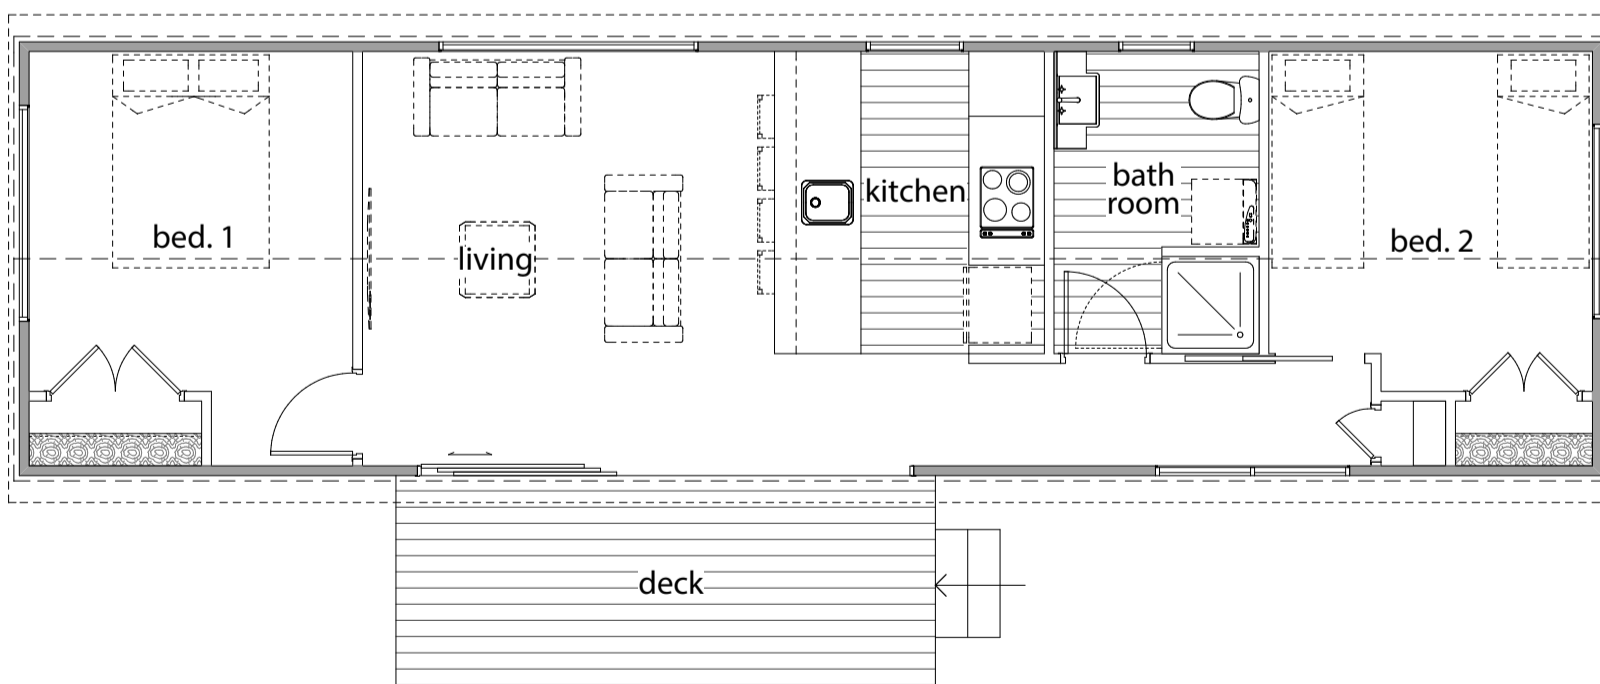 bed. 1
living
kitchen
bath
room
bed. 2
deck